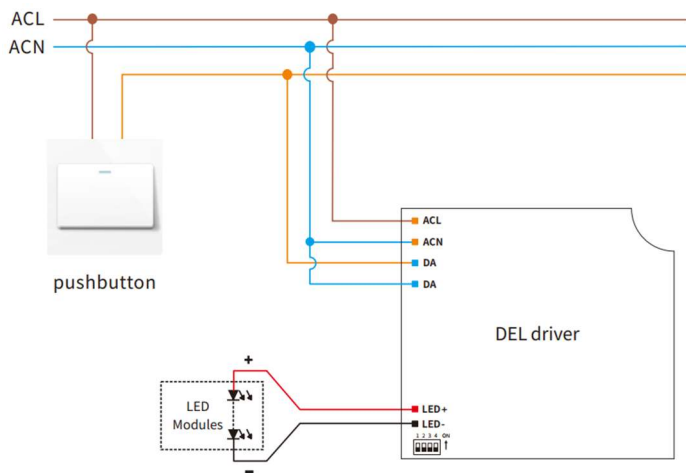 ACL
ACN
pushbutton
ACL
ACN
DA
DA
DEL driver
+
LED
Modules
-
LED+
LED-
1 2 3 4 ON